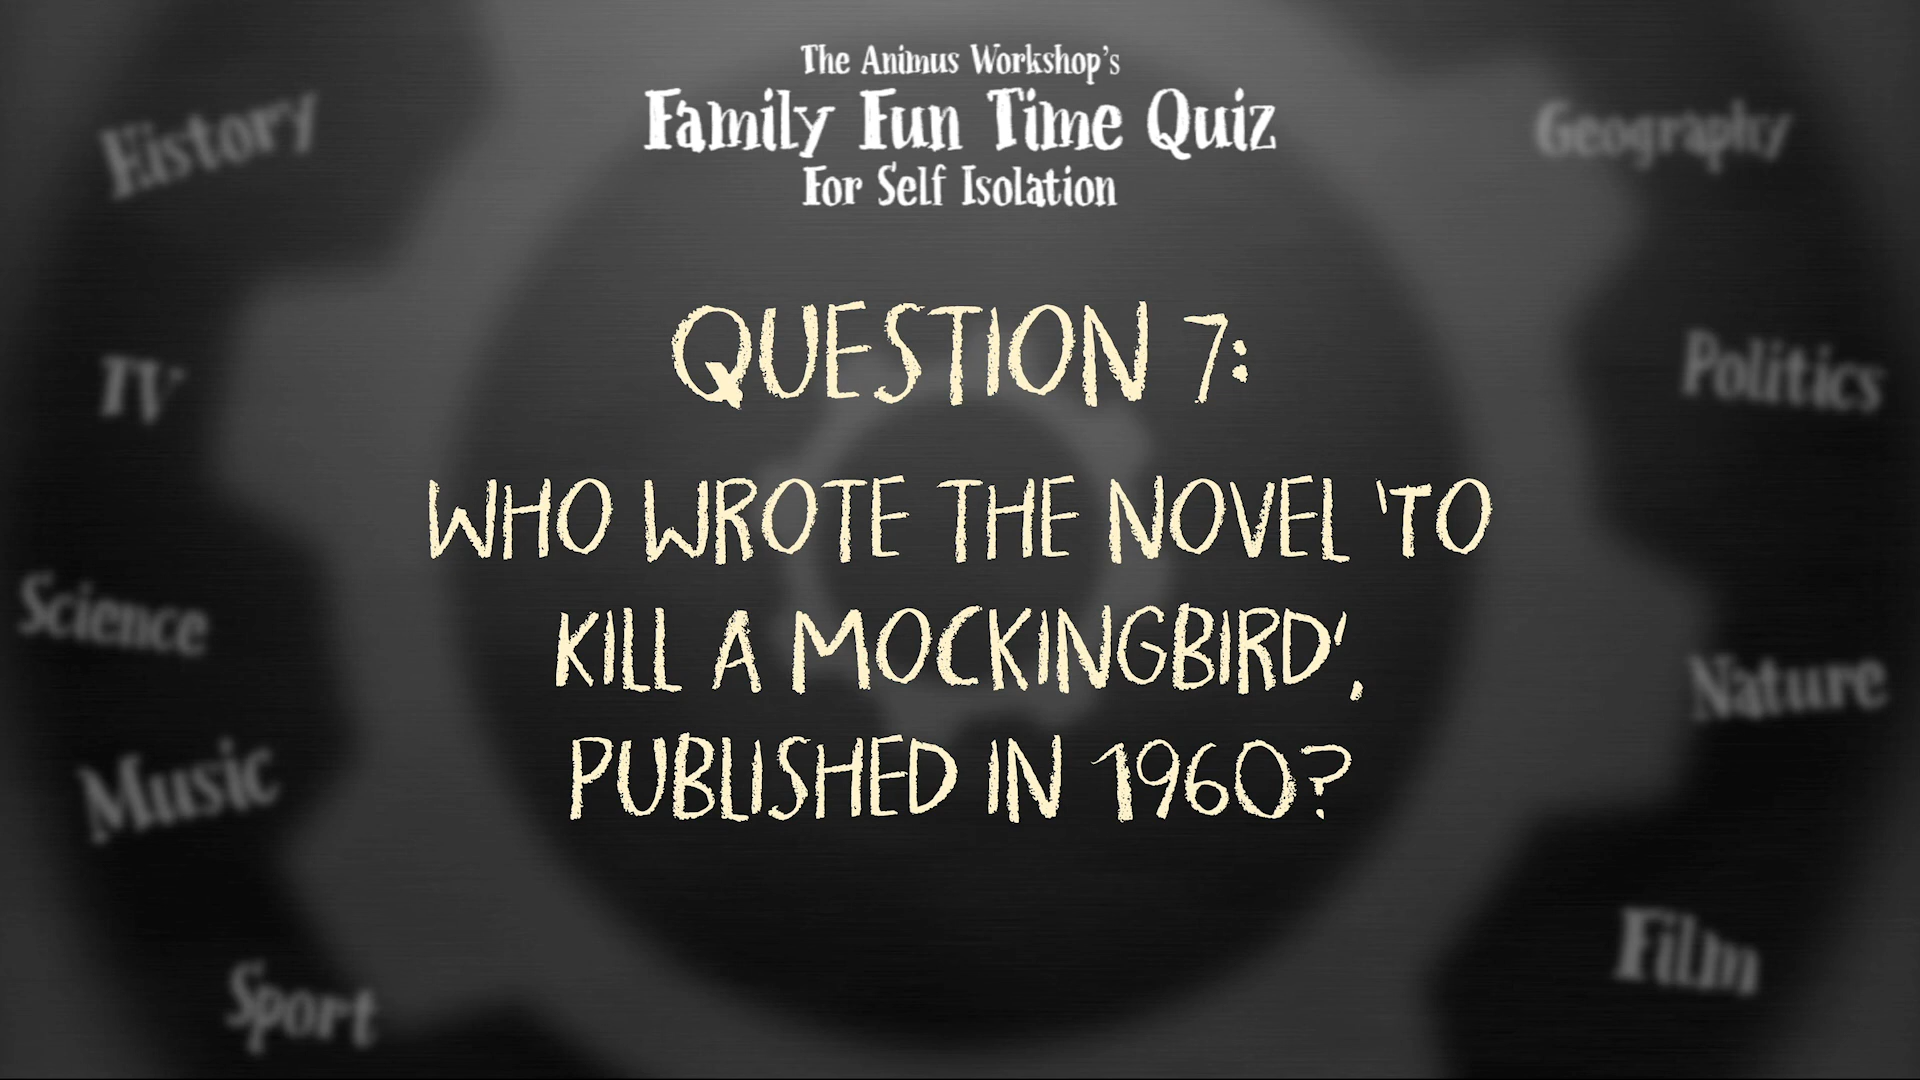 The Animus Workshop's
Family Fun Time Quiz
For Self Isolation
History
Geography
TV
Politics
Science
Nature
Music
Film
Sport
QUESTION 7:
WHO WROTE THE NOVEL 'TO
KILL A MOCKINGBIRD',
PUBLISHED IN 1960?